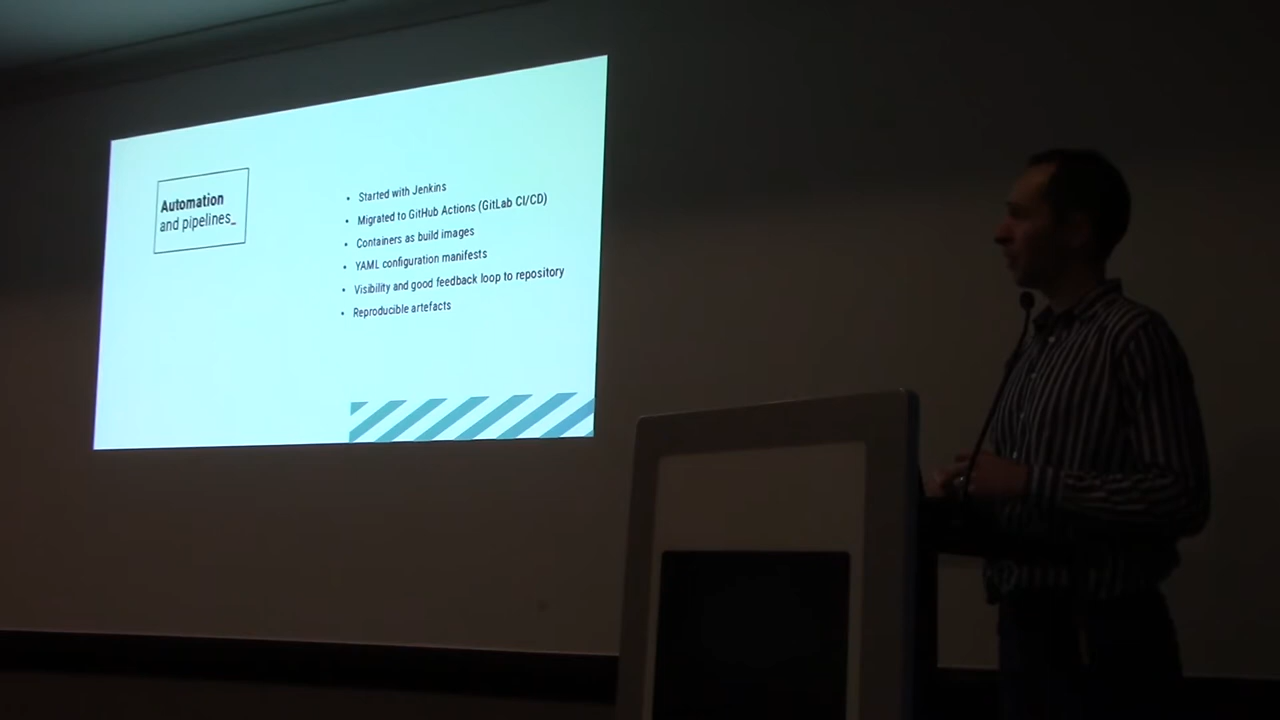 Automation
and pipelines_
• Started with Jenkins
• Migrated to GitHub Actions (GitLab CI/CD)
• Containers as build images
• YAML configuration manifests
• Visibility and good feedback loop to repository
• Reproducible artefacts